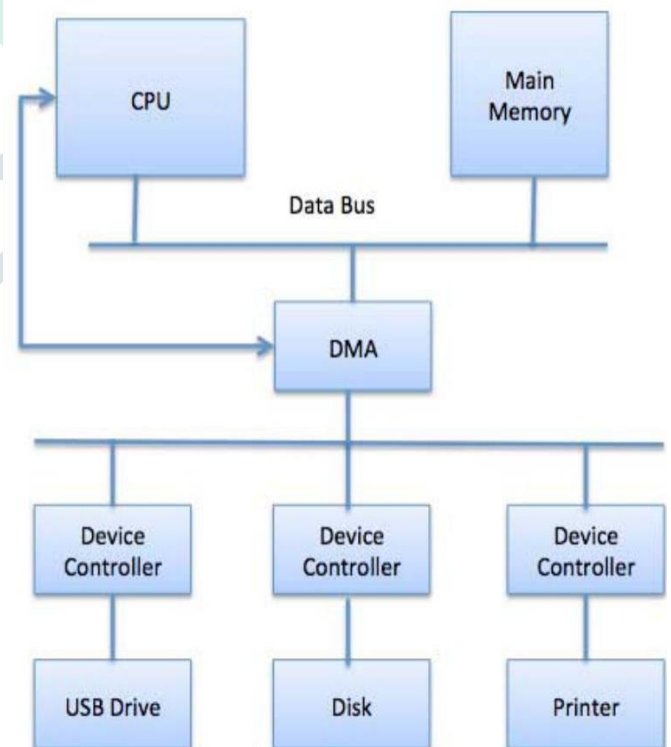 CPU
Main
Memory
Data Bus
DMA
Device
Controller
Device
Controller
Device
Controller
USB Drive
Disk
Printer